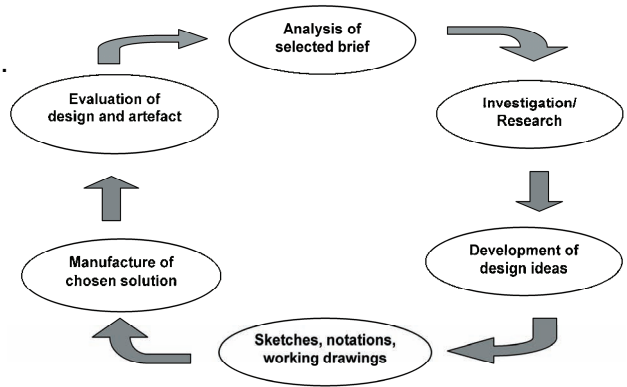 Analysis of
selected brief
Investigation/
Research
Development of
design ideas
Sketches, notations,
working drawings
Manufacture of
chosen solution
Evaluation of
design and artefact
.